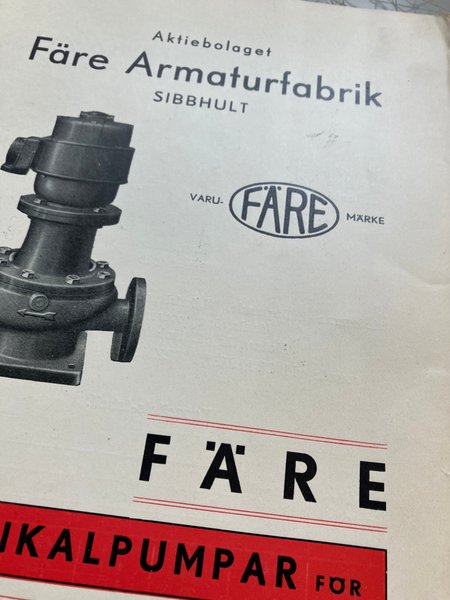 Aktiebolaget
Färe Armaturfabrik
SIBBHULT
VARU- FÄRE MÄRKE
FÄRE
IKALPUMPAR FÖR